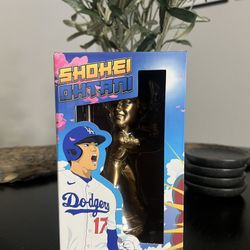 SHOHEI
OHTANI
LA
Dodgers
17